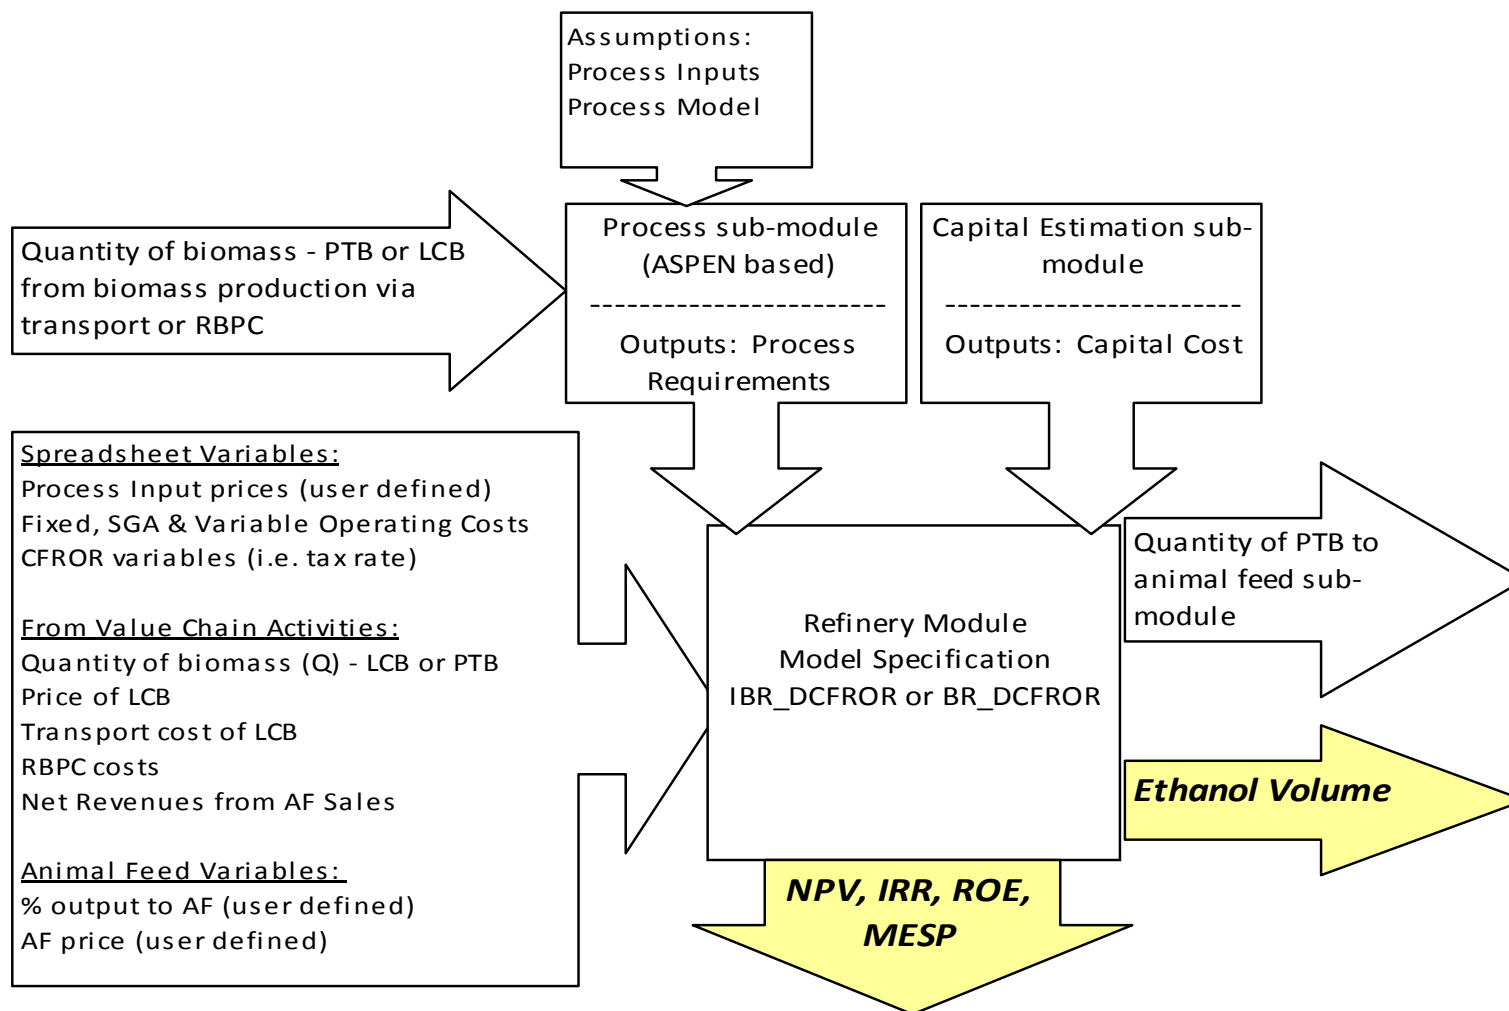 Assumptions:
Process Inputs
Process Model
Quantity of biomass - PTB or LCB
from biomass production via
transport or RBPC
Process sub-module
(ASPEN based)
-------------------------
Outputs: Process
Requirements
Capital Estimation sub-
module
-------------------------
Outputs: Capital Cost
Spreadsheet Variables:
Process Input prices (user defined)
Fixed, SGA & Variable Operating Costs
CFROR variables (i.e. tax rate)
From Value Chain Activities:
Quantity of biomass (Q) - LCB or PTB
Price of LCB
Transport cost of LCB
RBPC costs
Net Revenues from AF Sales
Animal Feed Variables:
% output to AF (user defined)
AF price (user defined)
Refinery Module
Model Specification
IBR_DCFROR or BR_DCFROR
Quantity of PTB to
animal feed sub-
module
Ethanol Volume
NPV, IRR, ROE,
MESP